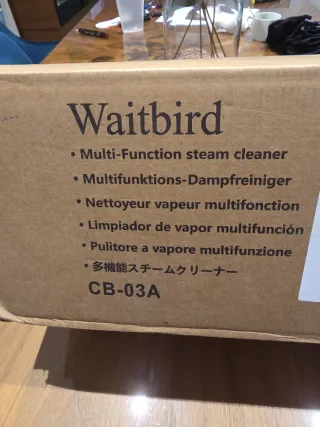 Waitbird
• Multi-Function steam cleaner
• Multifunktions-Dampfreiniger
• Nettoyeur vapeur multifonction
• Limpiador de vapor multifunción
• Pulitore a vapore multifunzione
• 多機能スチームクリーナー
CB-03A